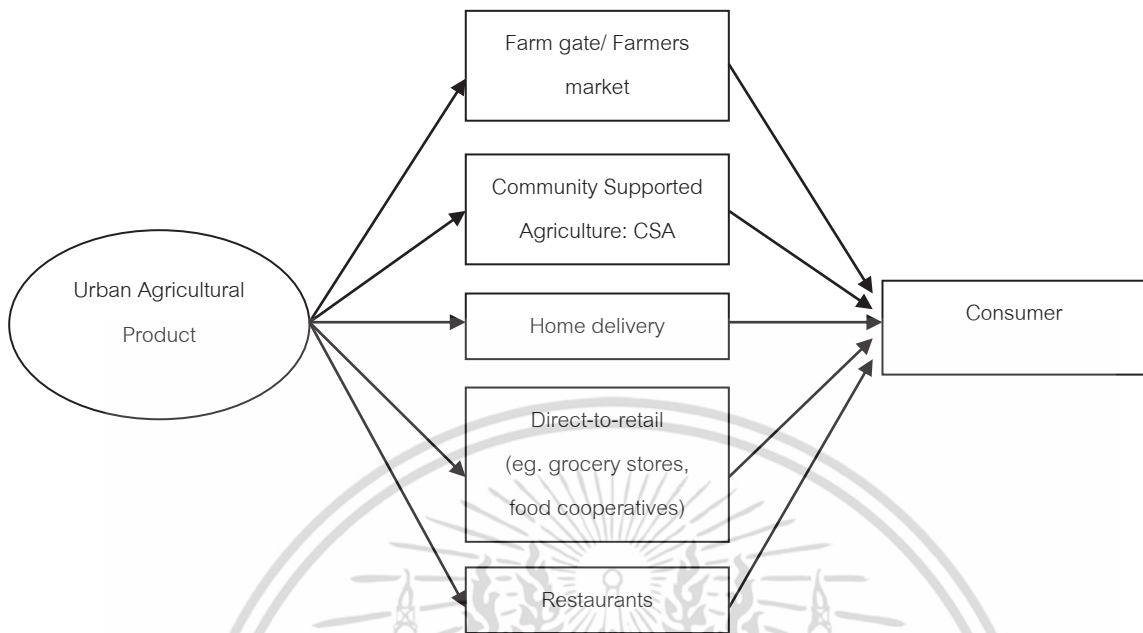 Farm gate/ Farmers
market
Community Supported
Agriculture: CSA
Urban Agricultural
Product
Home delivery
Consumer
Direct-to-retail
(eg. grocery stores,
food cooperatives)
Restaurants